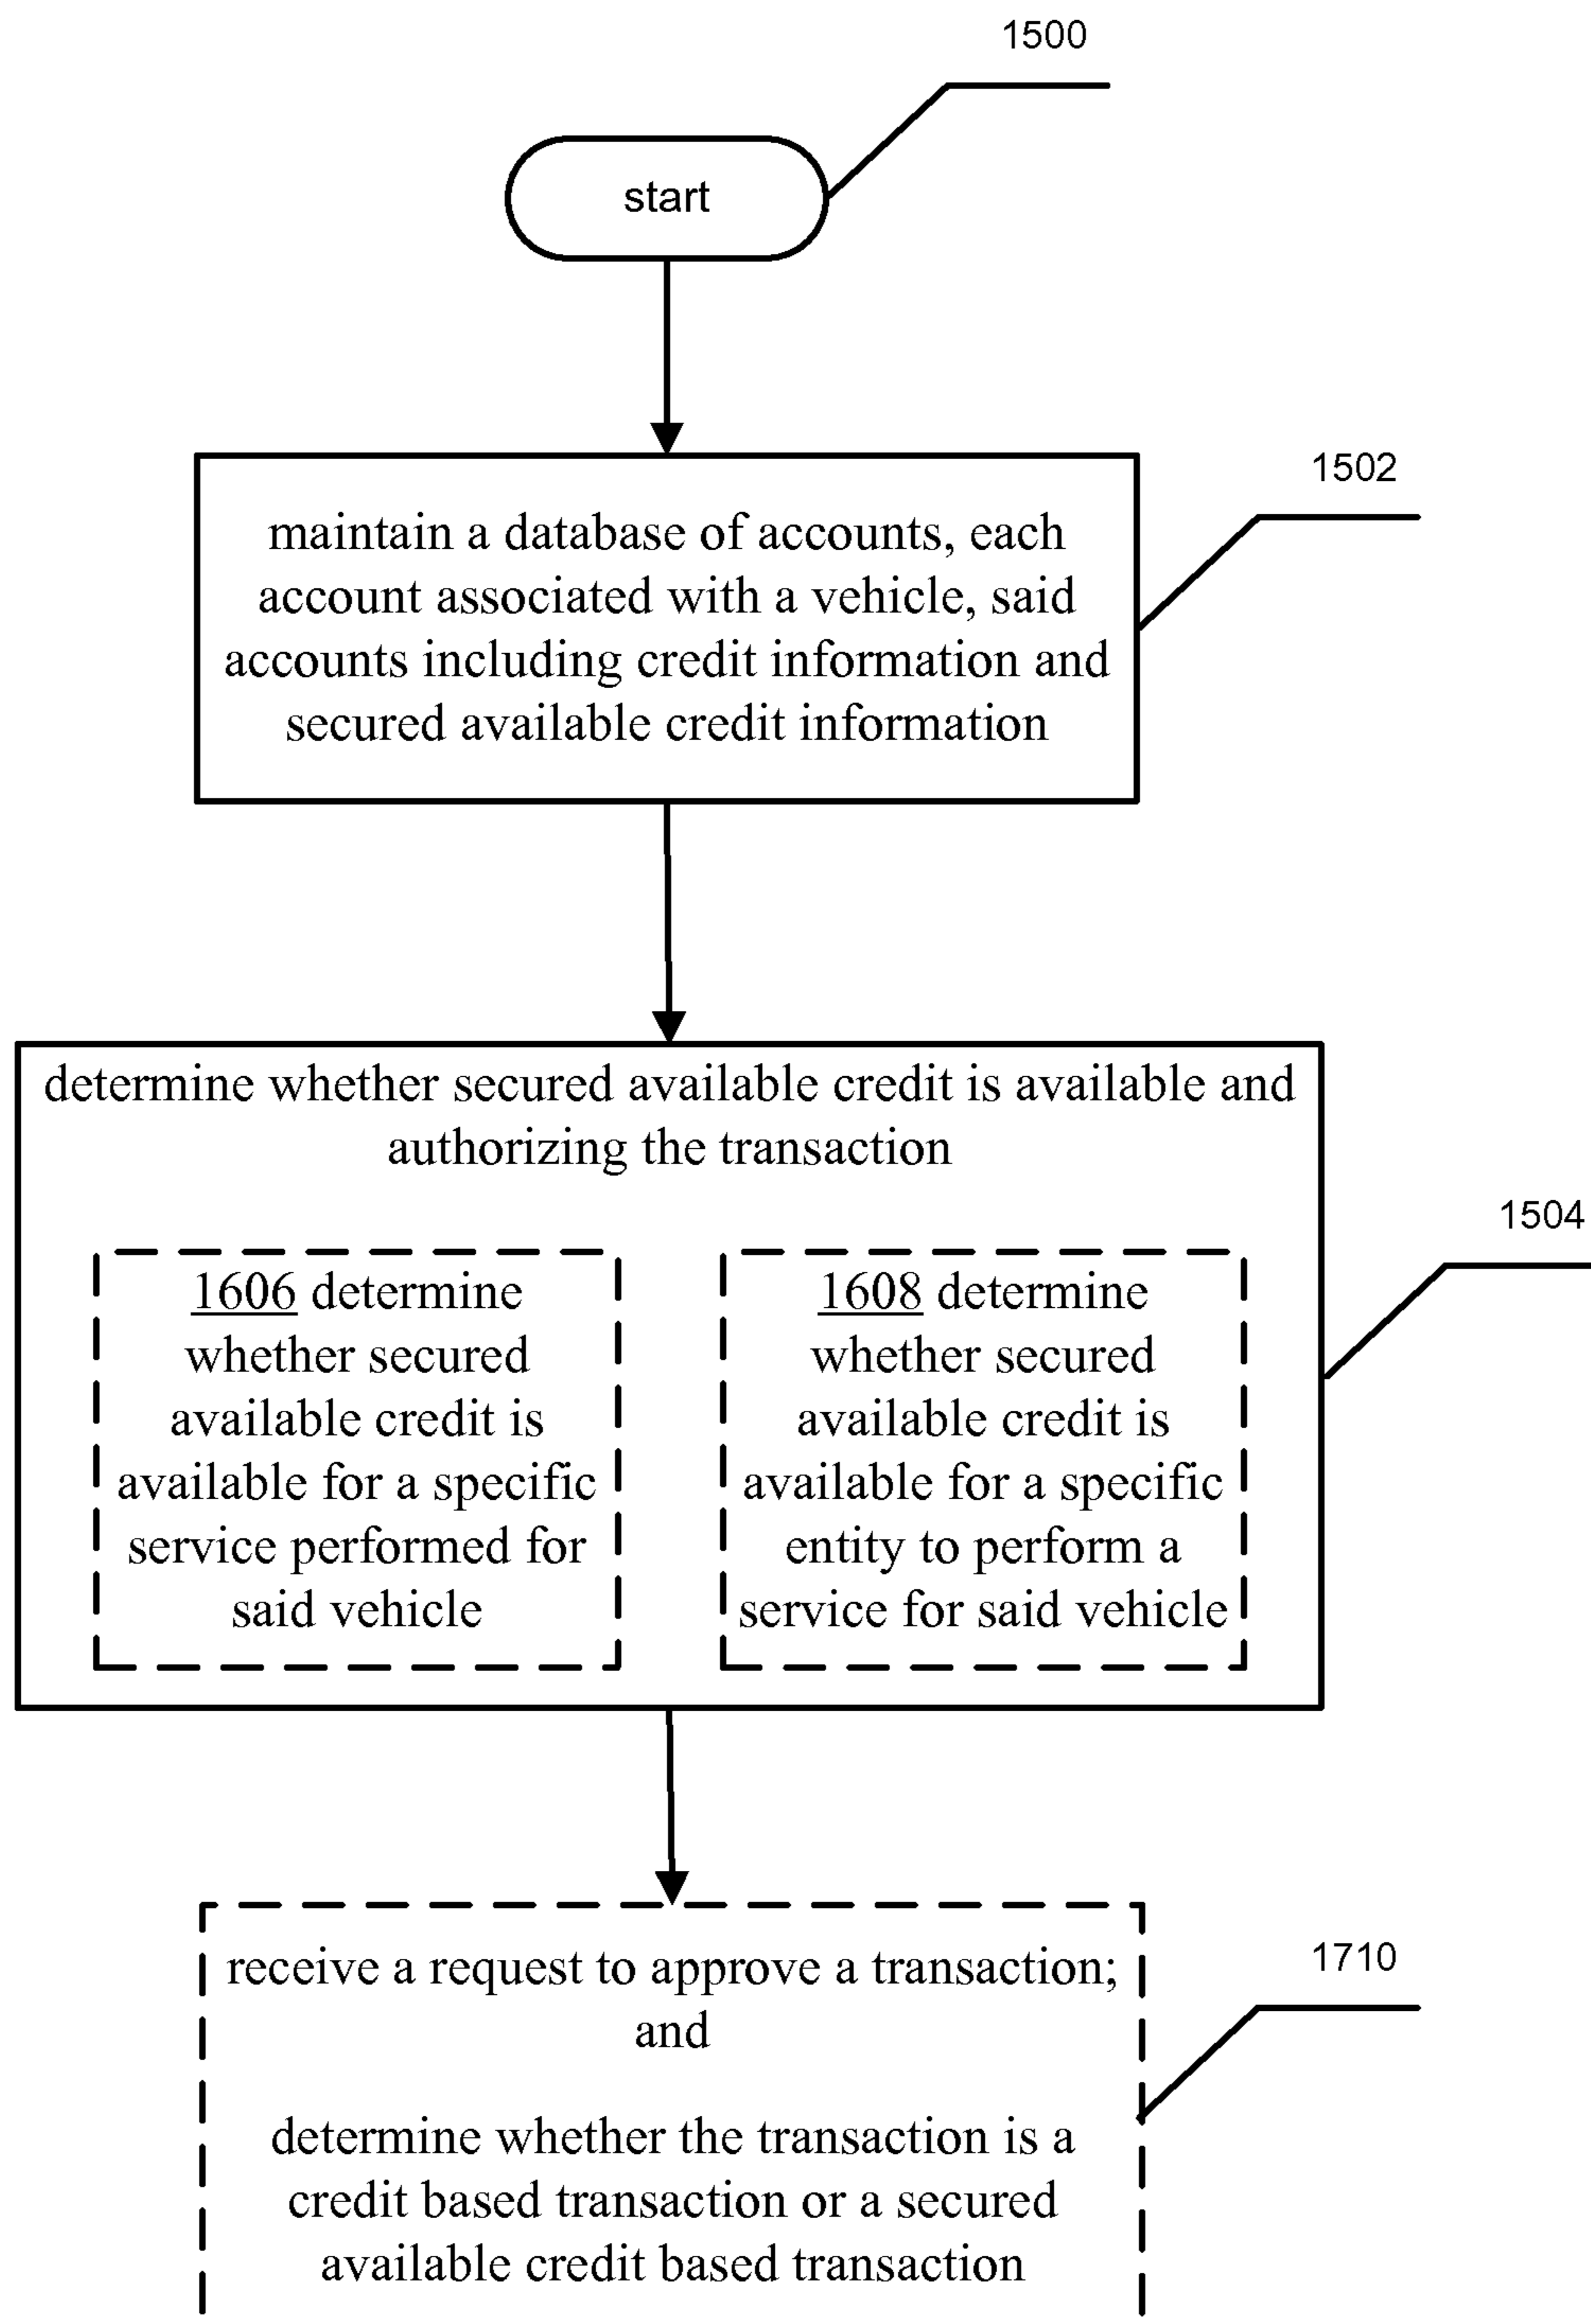 1500
start
1502
maintain a database of accounts, each
account associated with a vehicle, said
accounts including credit information and
secured available credit information
determine whether secured available credit is available and
authorizing the transaction
1504
1606 determine
whether secured
available credit is
available for a specific
service performed for
said vehicle
1608 determine
whether secured
available credit is
available for a specific
entity to perform a
service for said vehicle
1710
receive a request to approve a transaction;
and
determine whether the transaction is a
credit based transaction or a secured
available credit based transaction